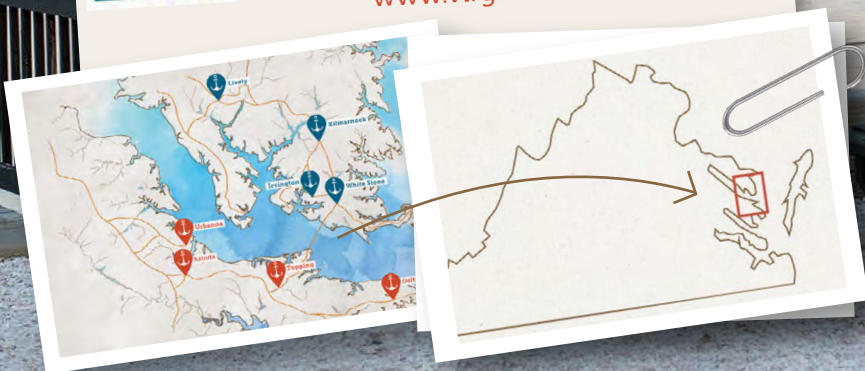 Lively
Kilmarnock
Irvington
White Stone
Urbanna
Saluda
Topping